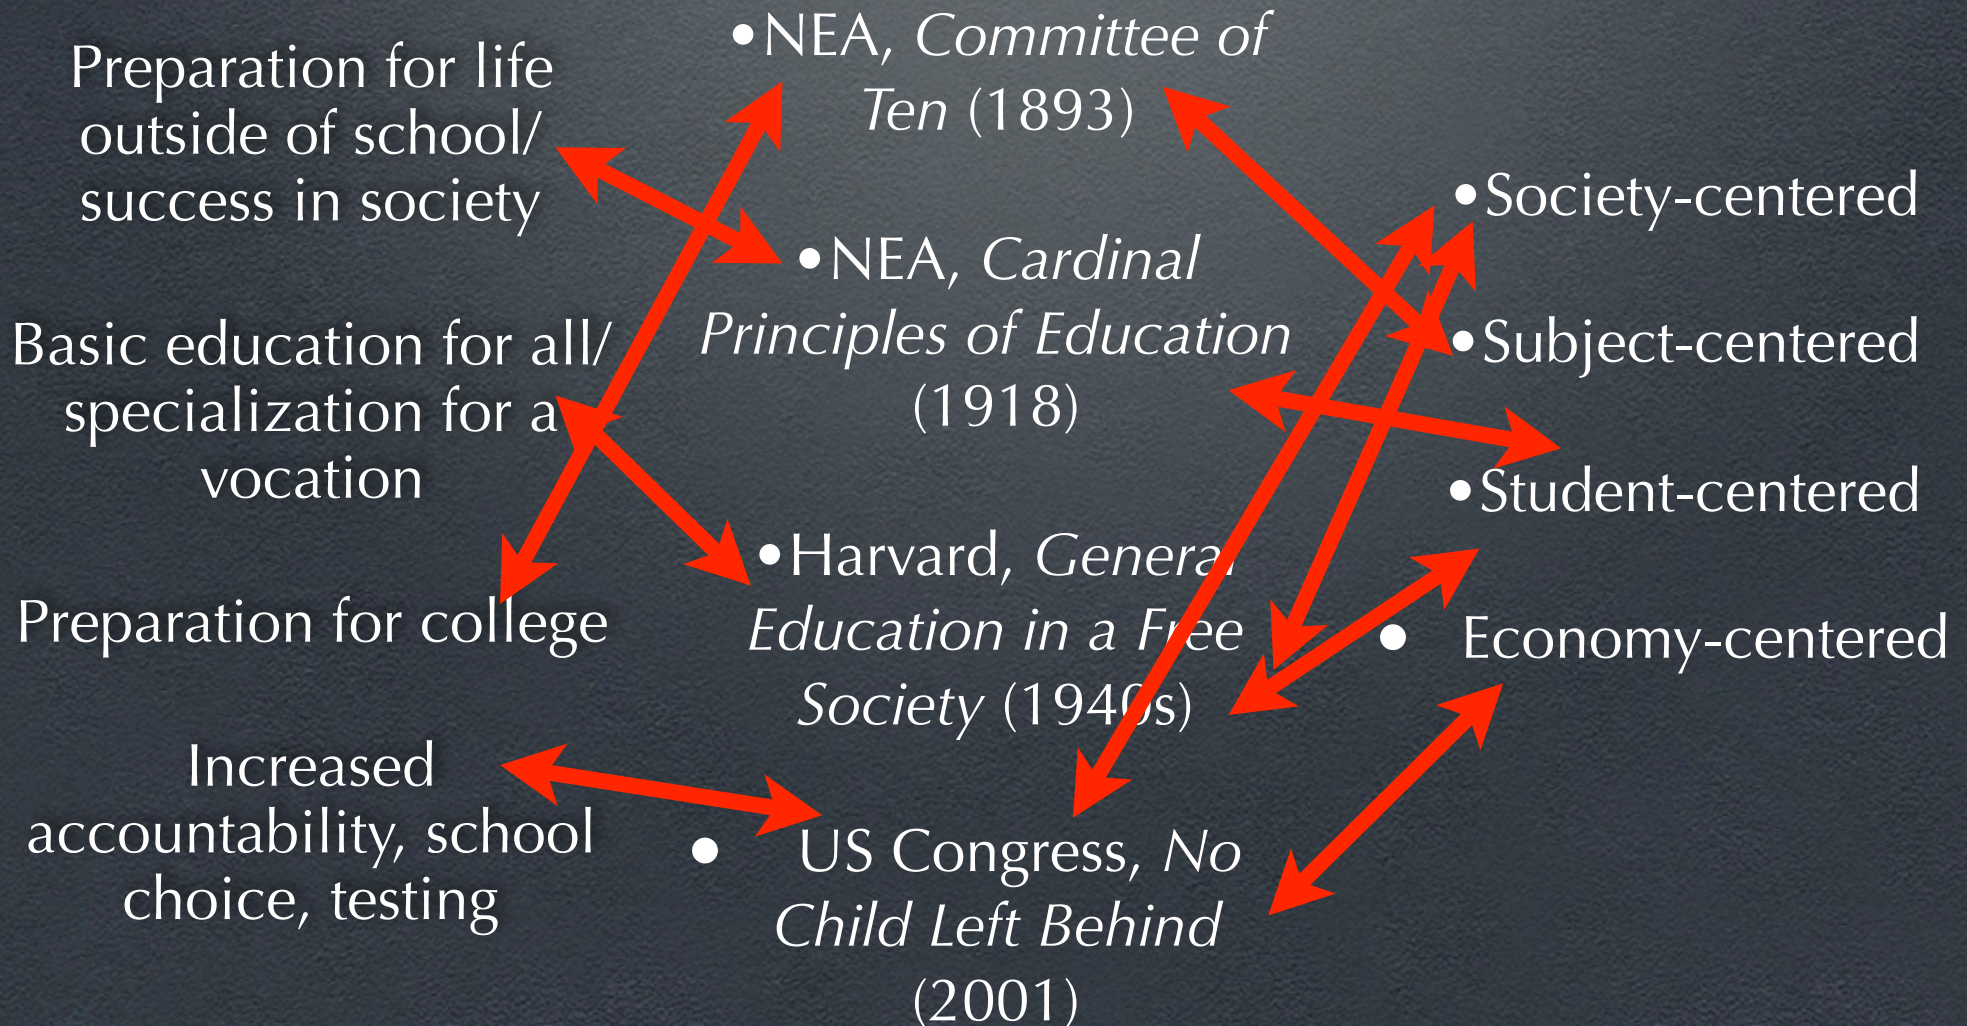 Preparation for life
outside of school/
success in society
Basic education for all/
specialization for a
vocation
Preparation for college
Increased
accountability, school
choice, testing
•NEA, Committee of
Ten (1893)
•NEA, Cardinal
Principles of Education
(1918)
•Harvard, General
Education in a Free
Society (1940s)
• US Congress, No
Child Left Behind
(2001)
•Society-centered
•Subject-centered
•Student-centered
• Economy-centered